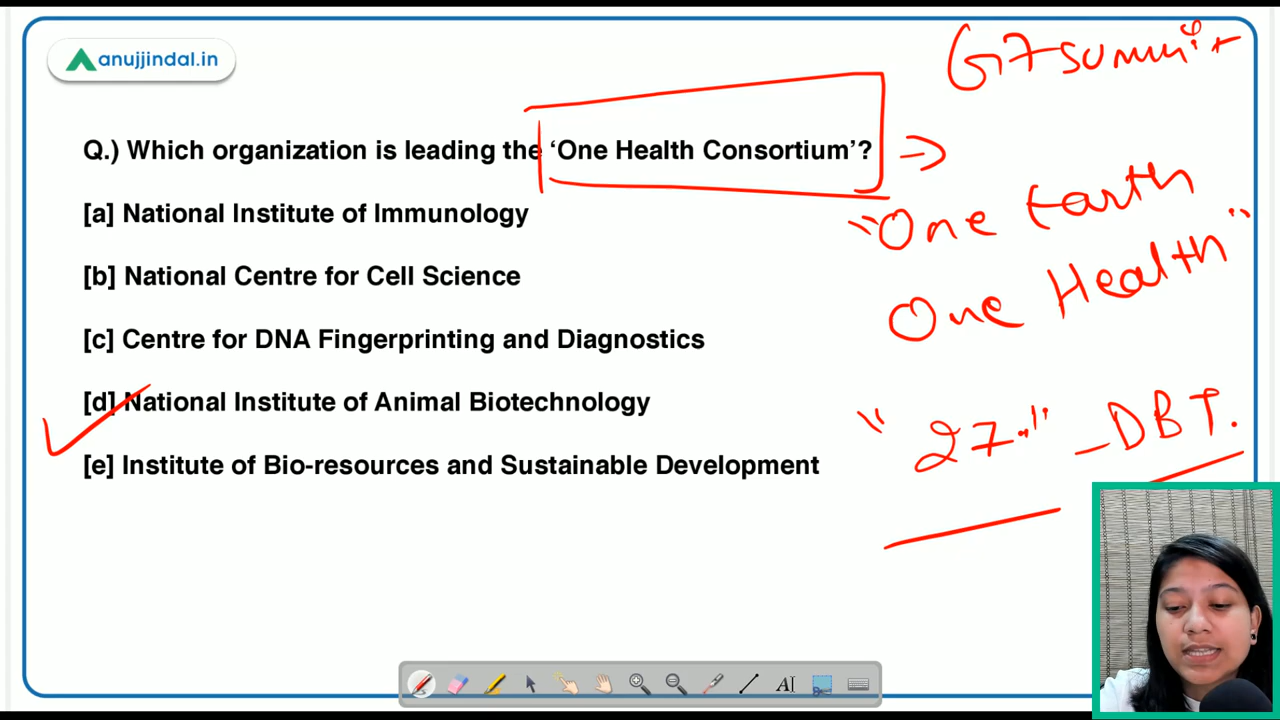 anujjindal.in
G7 summit
Q.) Which organization is leading the ‘One Health Consortium’?
[a] National Institute of Immunology
[b] National Centre for Cell Science
[c] Centre for DNA Fingerprinting and Diagnostics
[d] National Institute of Animal Biotechnology
[e] Institute of Bio-resources and Sustainable Development
"One Earth
One Health"
"27." - DBT.
AI